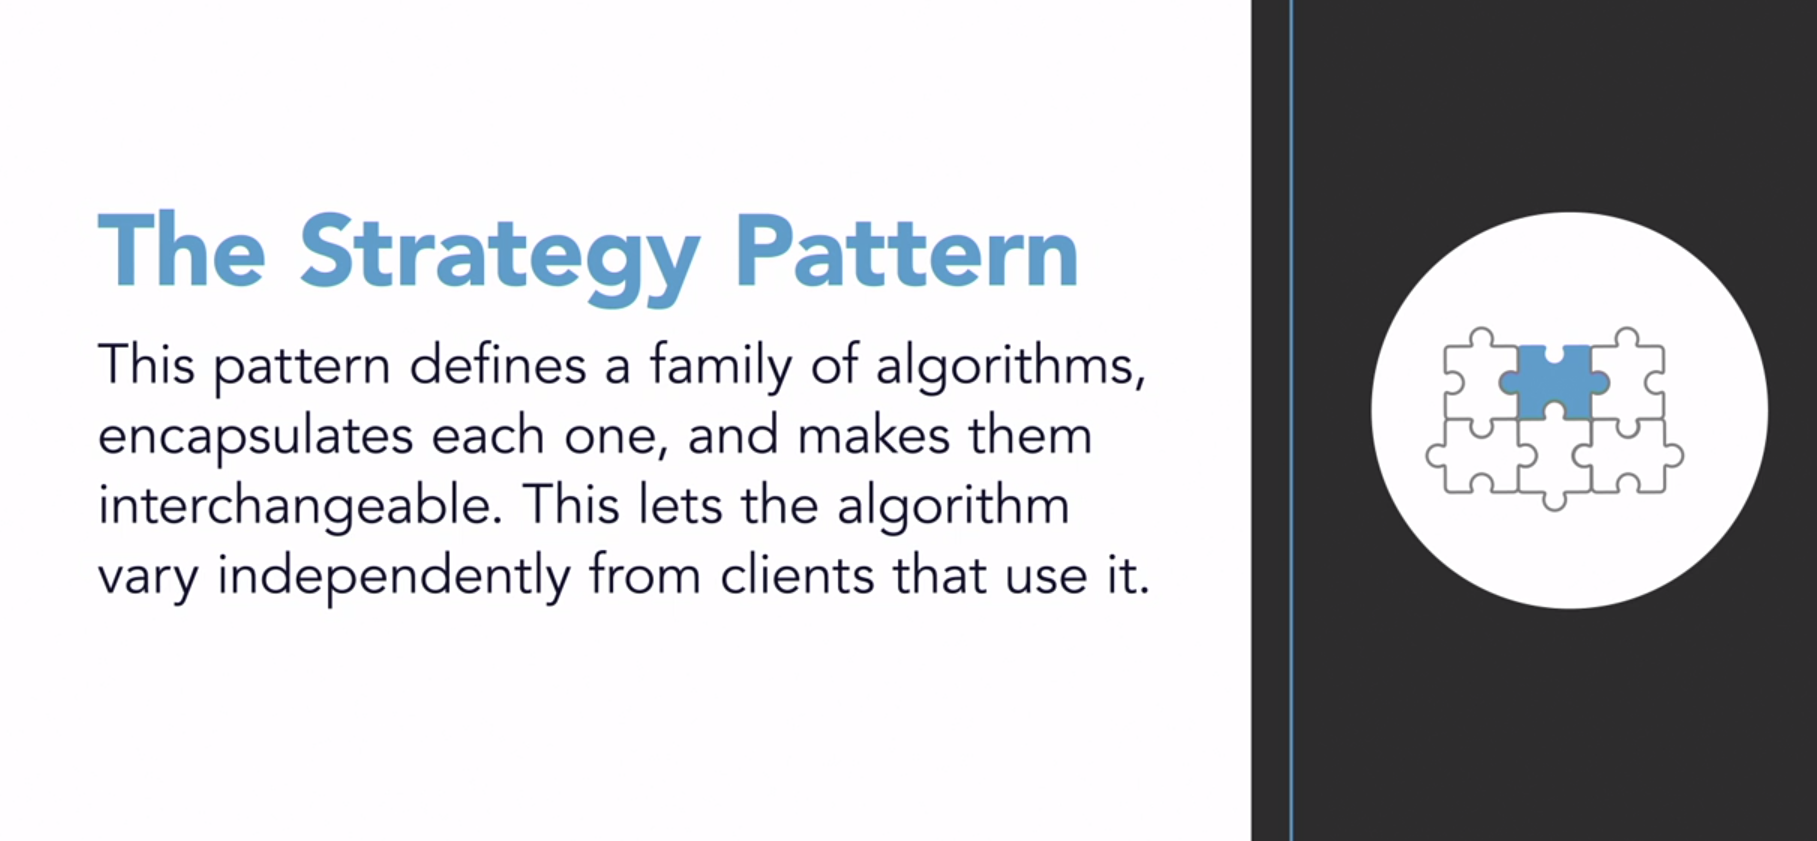 The Strategy Pattern
This pattern defines a family of algorithms,
encapsulates each one, and makes them
interchangeable. This lets the algorithm
vary independently from clients that use it.